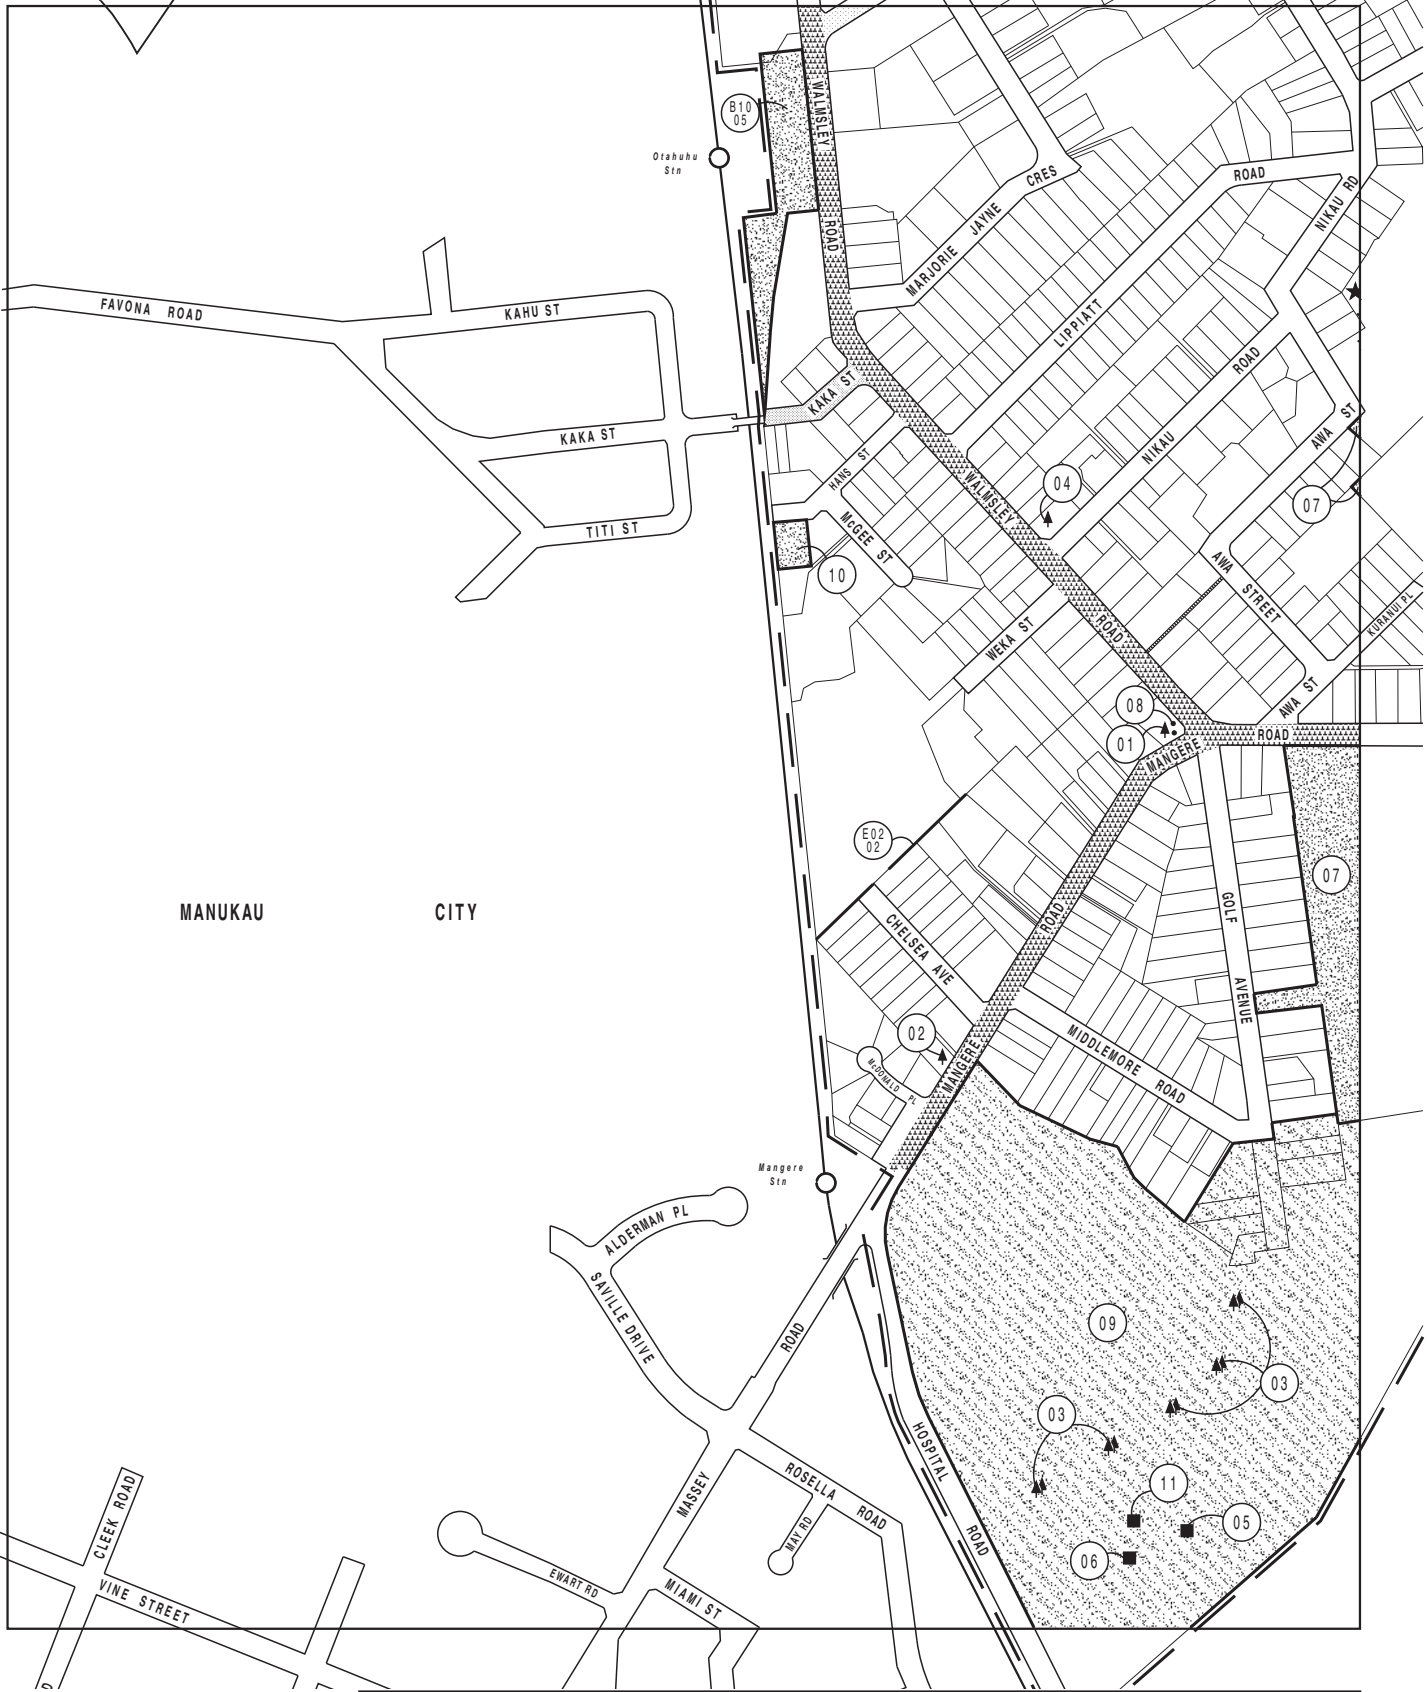 B10
05
WALMSLEY
Otahuhu
Stn
CRES
ROAD
NIKAU RD
JAYNE
ROAD
MARJORIE
FAVONA ROAD
KAHU ST
LIPPIATT
ROAD
KAKA ST
AWA ST
KAKA ST
NIKAU
HANS ST
04
WALMSLEY
07
TITI ST
McGEE ST
10
AWA
STREET
KURANUI PL
WEKA ST
ROAD
AWA ST
08
01
ROAD
MANGERE
E02
02
07
MANUKAU CITY
GOLF
ROAD
CHELSEA AVE
AVENUE
02
MIDDLEMORE ROAD
MANGERE
McDONALD PL
Mangere
Stn
ALDERMAN PL
SAVILLE DRIVE
ROAD
09
03
03
HOSPITAL
ROSELLA
ROAD
MASSEY
11
CLEEK ROAD
MAY RD
05
ROAD
06
EWART RD
VINE STREET
MIAMI ST